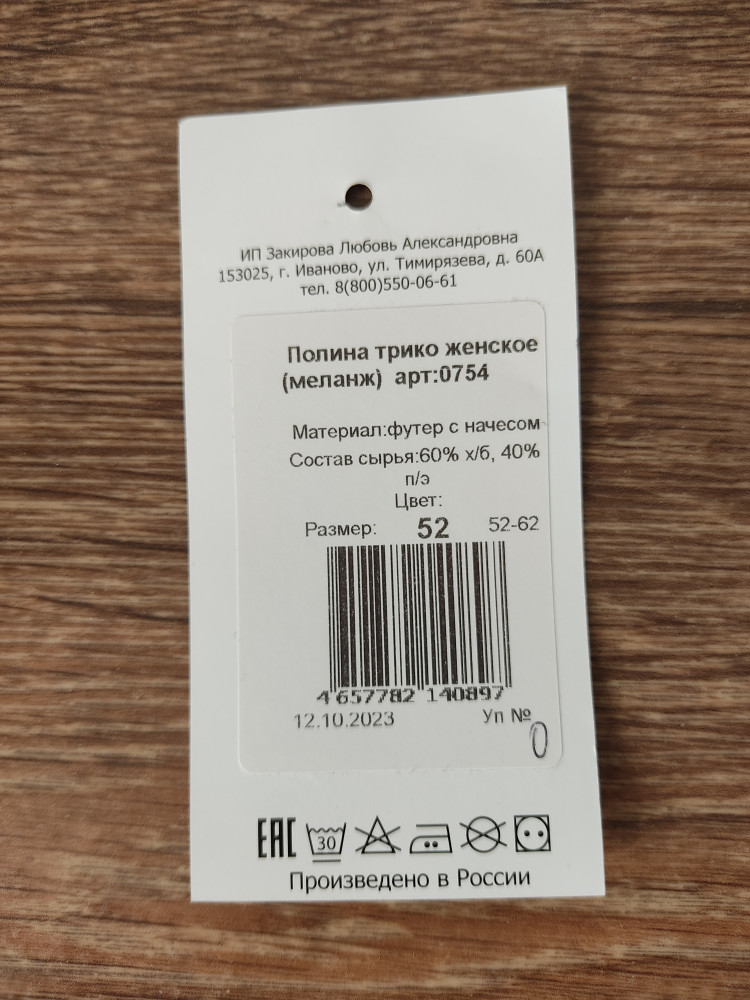 ИП Закирова Любовь Александровна
153025, г. Иваново, ул. Тимирязева, д. 60А
тел. 8(800)550-06-61
Полина трико женское
(меланж) арт:0754
Материал:футер с начесом
Состав сырья:60% х/б, 40%
п/э
Цвет:
Размер: 52 52-62
4 657782 140897
12.10.2023 Уп №
0
EAC 30
Произведено в России